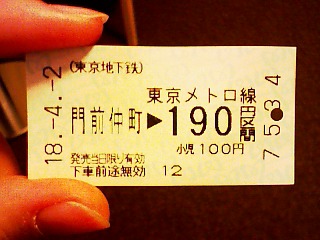 (東京地下鉄)
東京メトロ線
門前仲町▶190円区間
小児100円
発売当日限り有効
下車前途無効 12
18.-4.-2
75●34